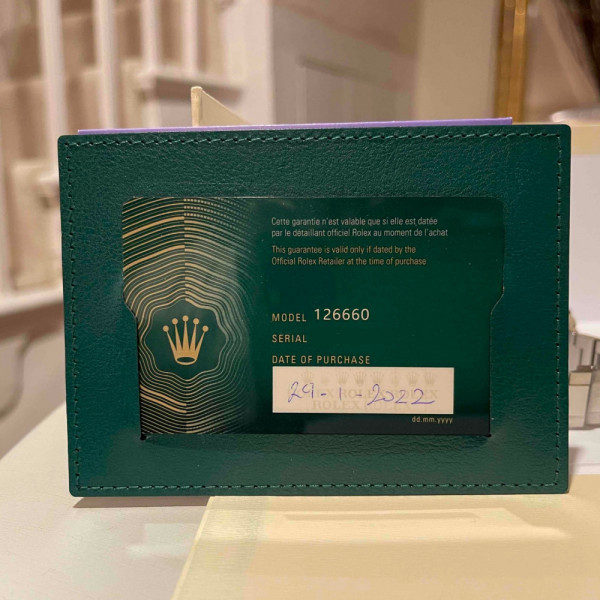 Cette garantie n'est valable que si elle est datée
par le détaillant officiel Rolex au moment de l'achat
This guarantee is valid only if dated by the
Official Rolex Retailer at the time of purchase
MODEL 126660
SERIAL
DATE OF PURCHASE
29-1-2022
ROLEX
dd.mm.yyyy